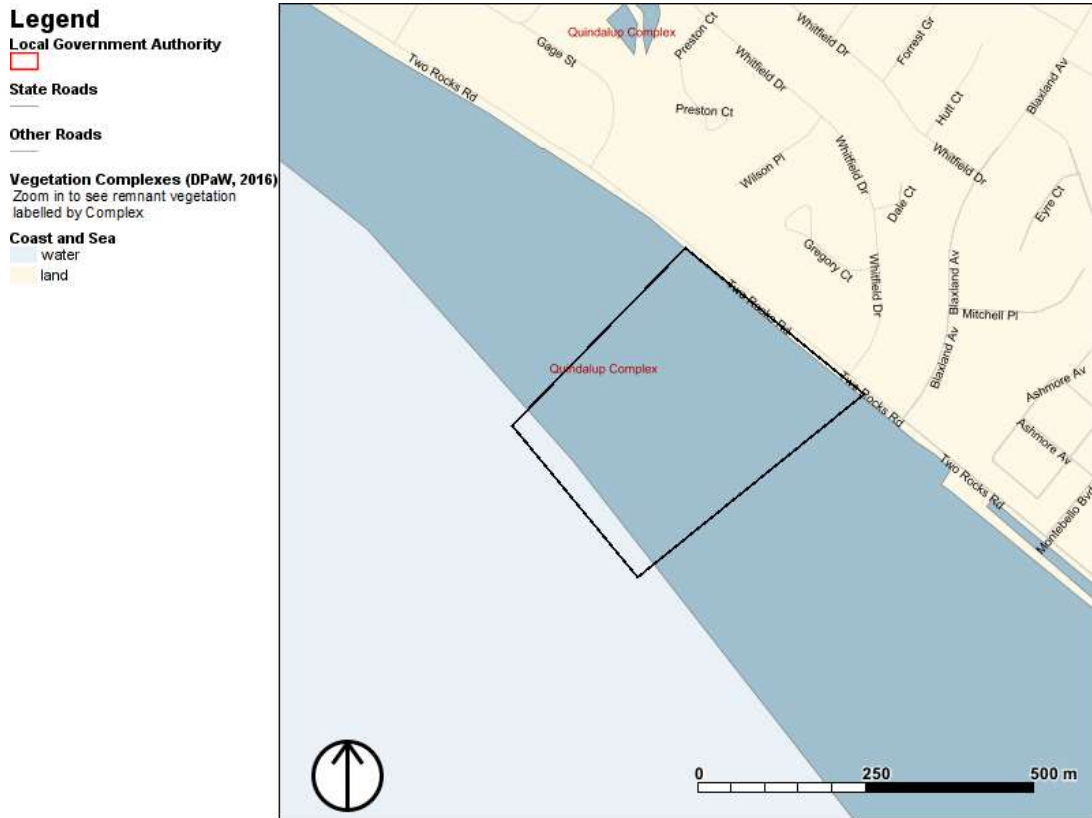 Legend
Local Government Authority
State Roads
Other Roads
Vegetation Complexes (DPaW, 2016)
Zoom in to see remnant vegetation
labelled by Complex
Coast and Sea
water
land
Quindalup Complex
Preston Ct
Whitfield Dr
Forrest Gr
Gage St
Two Rocks Rd
Whitfield Dr
Blaxland Av
Preston Ct
Hutt Ct
Wilson Pl
Whitfield Dr
Whitfield Dr
Dale Ct
Eyre Ct
Gregory Ct
Whitfield Dr
Blaxland Av
Two Rocks Rd
Mitchell Pl
Quindalup Complex
Blaxland Av
Two Rocks Rd
Ashmore Av
Ashmore Av
Two Rocks Rd
Montebello Bvd
0 250 500 m